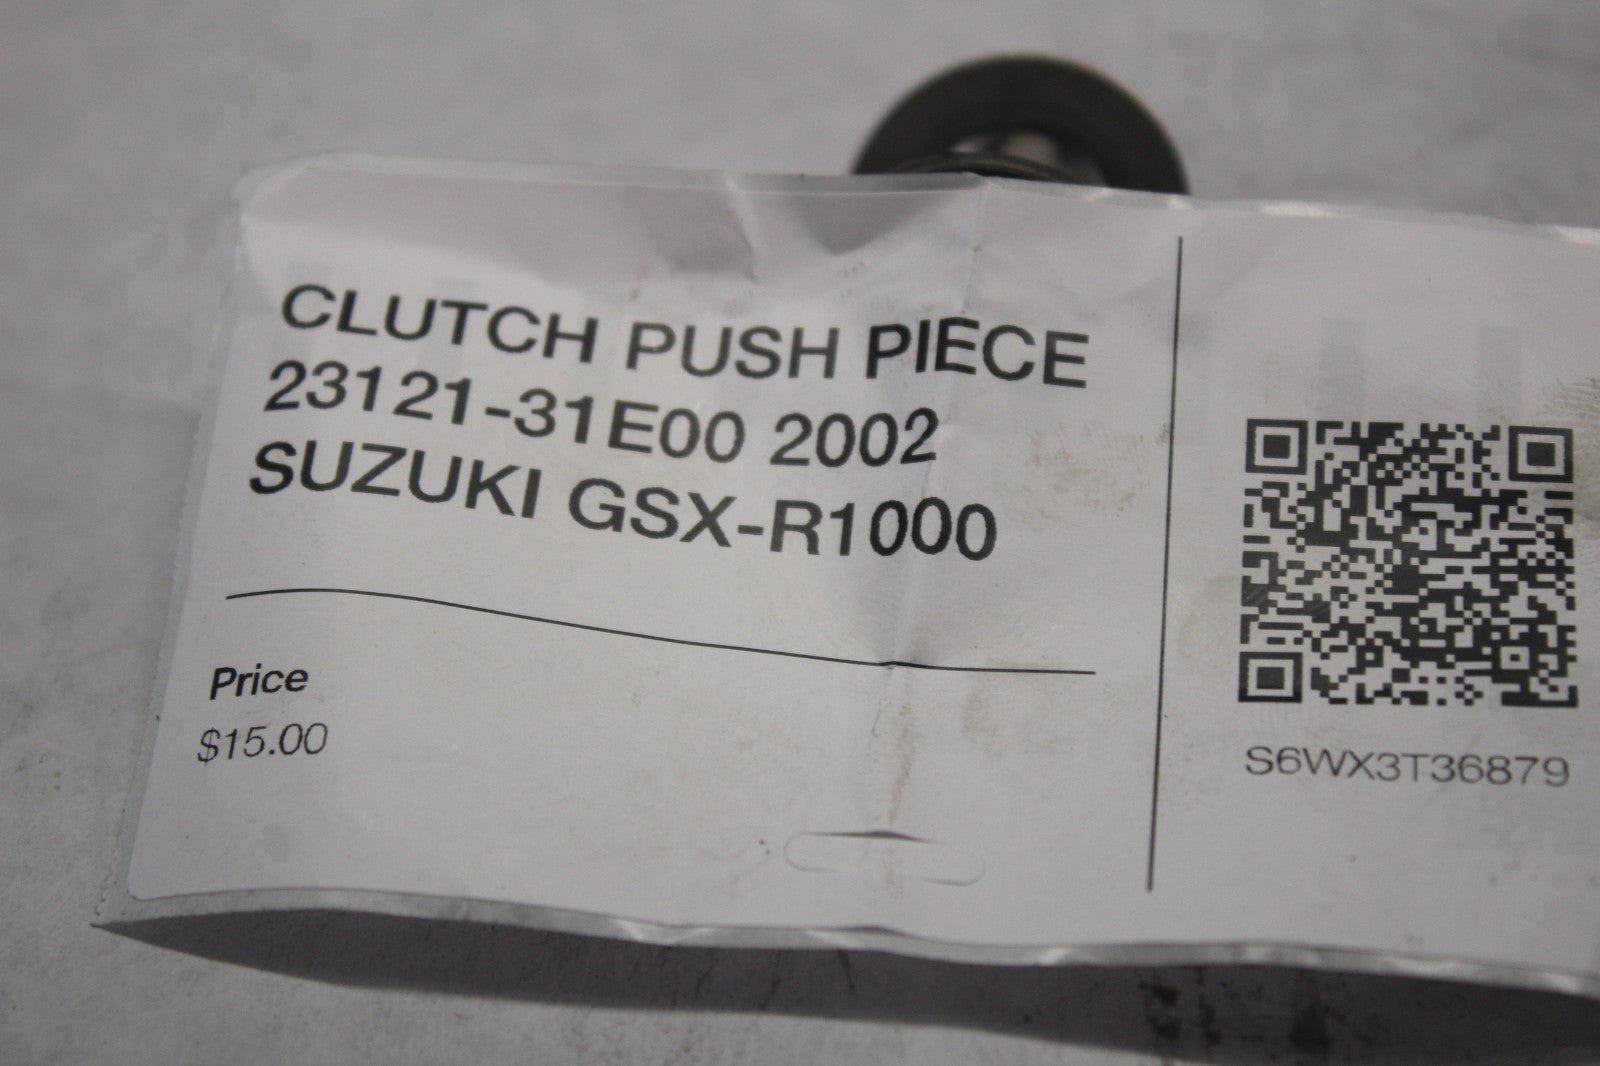 CLUTCH PUSH PIECE
23121-31E00 2002
SUZUKI GSX-R1000
Price
$15.00
S6WX3T36879